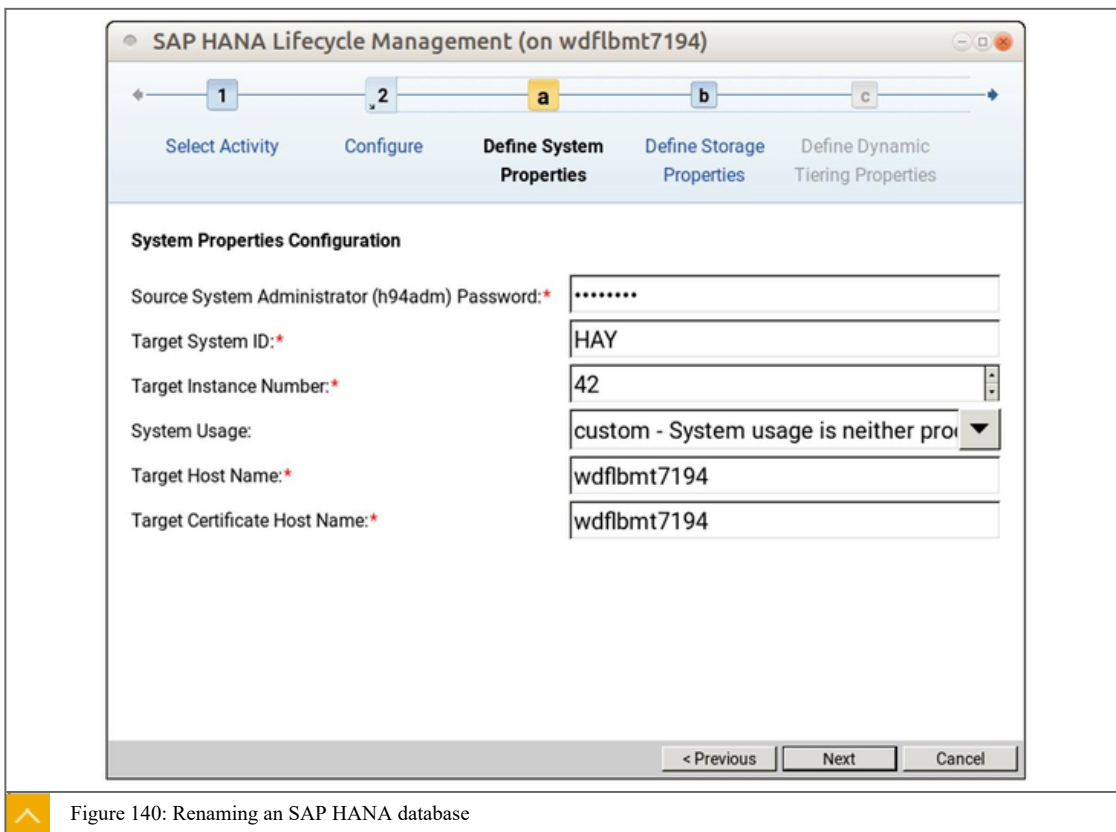 SAP HANA Lifecycle Management (on wdflbmt7194)
1 2 a b c
Select Activity Configure Define System Define Storage Define Dynamic
Properties Properties Tiering Properties
System Properties Configuration
Source System Administrator (h94adm) Password:* ••••••••
Target System ID:* HAY
Target Instance Number:* 42
System Usage: custom - System usage is neither pro
Target Host Name:* wdflbmt7194
Target Certificate Host Name:* wdflbmt7194
< Previous Next Cancel
Figure 140: Renaming an SAP HANA database